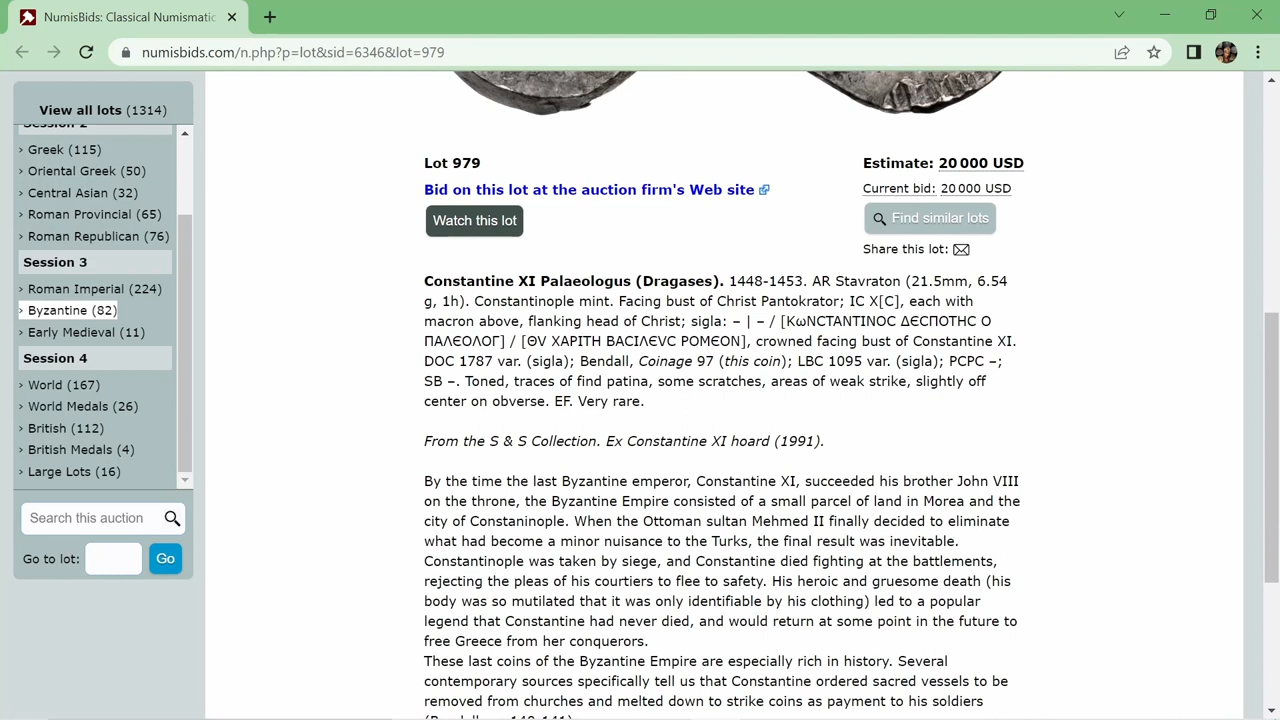 NumisBids: Classical Numismatic
numisbids.com/n.php?p=lot&sid=6346&lot=979
View all lots (1314)
Session 2
› Greek (115)
› Oriental Greek (50)
› Central Asian (32)
› Roman Provincial (65)
› Roman Republican (76)
Session 3
› Roman Imperial (224)
› Byzantine (82)
› Early Medieval (11)
Session 4
› World (167)
› World Medals (26)
› British (112)
› British Medals (4)
› Large Lots (16)
Search this auction
Go to lot:
Go
Lot 979
Estimate: 20 000 USD
Bid on this lot at the auction firm's Web site
Current bid: 20 000 USD
Watch this lot
Find similar lots
Share this lot:
Constantine XI Palaeologus (Dragases). 1448-1453. AR Stavraton (21.5mm, 6.54
g, 1h). Constantinople mint. Facing bust of Christ Pantokrator; IC X[C], each with
macron above, flanking head of Christ; sigla: – | – / [KωNCTANTINOC ΔЄCΠOTHC O
ΠAΛЄOΛOΓ] / [ΘV XAPITH BACIΛЄVC POMЄON], crowned facing bust of Constantine XI.
DOC 1787 var. (sigla); Bendall, Coinage 97 (this coin); LBC 1095 var. (sigla); PCPC –;
SB –. Toned, traces of find patina, some scratches, areas of weak strike, slightly off
center on obverse. EF. Very rare.
From the S & S Collection. Ex Constantine XI hoard (1991).
By the time the last Byzantine emperor, Constantine XI, succeeded his brother John VIII
on the throne, the Byzantine Empire consisted of a small parcel of land in Morea and the
city of Constaninople. When the Ottoman sultan Mehmed II finally decided to eliminate
what had become a minor nuisance to the Turks, the final result was inevitable.
Constantinople was taken by siege, and Constantine died fighting at the battlements,
rejecting the pleas of his courtiers to flee to safety. His heroic and gruesome death (his
body was so mutilated that it was only identifiable by his clothing) led to a popular
legend that Constantine had never died, and would return at some point in the future to
free Greece from her conquerors.
These last coins of the Byzantine Empire are especially rich in history. Several
contemporary sources specifically tell us that Constantine ordered sacred vessels to be
removed from churches and melted down to strike coins as payment to his soldiers